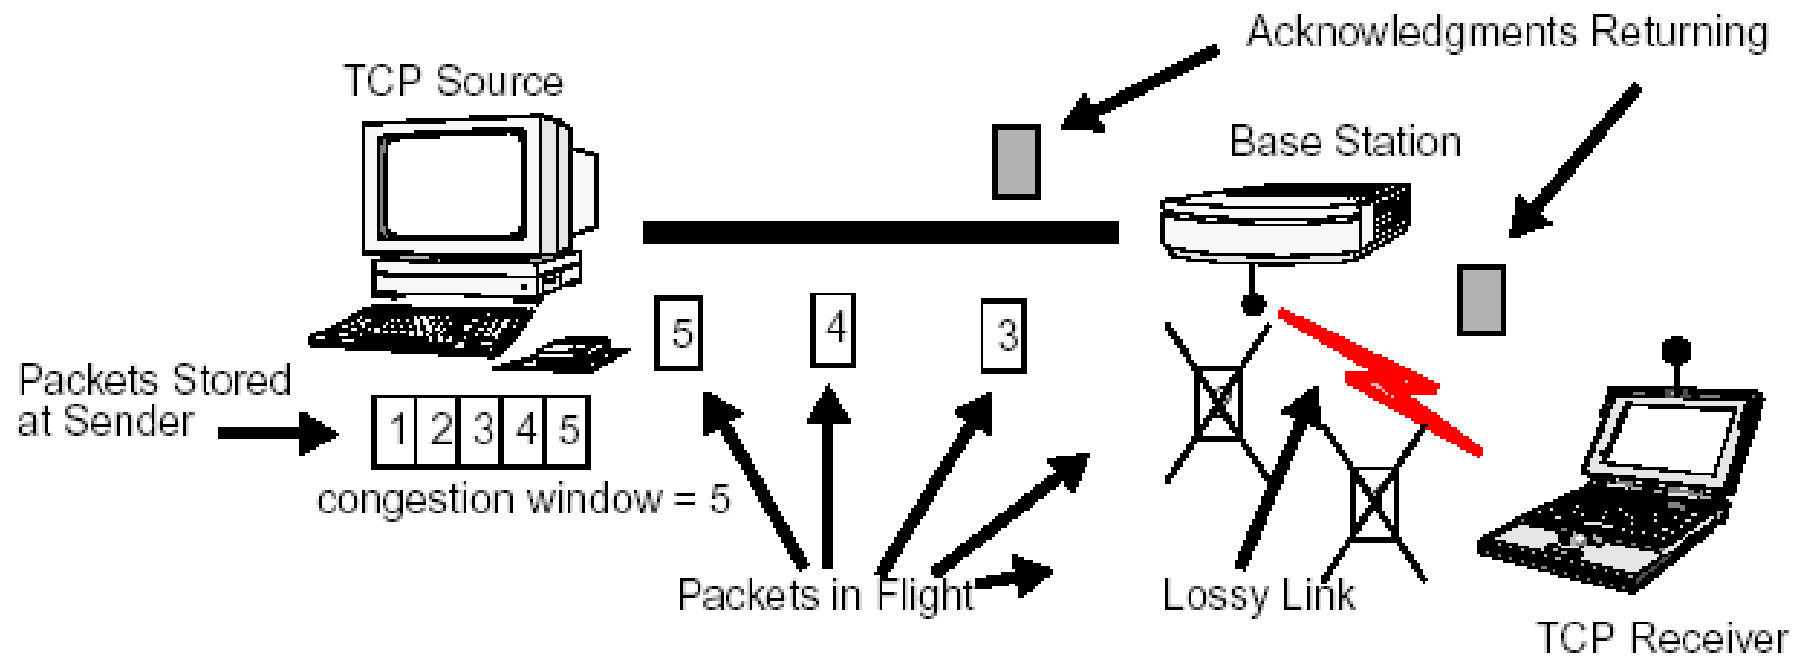 Acknowledgments Returning
TCP Source
Base Station
5
4
3
Packets Stored
at Sender
1 2 3 4 5
congestion window = 5
Packets in Flight
Lossy Link
TCP Receiver